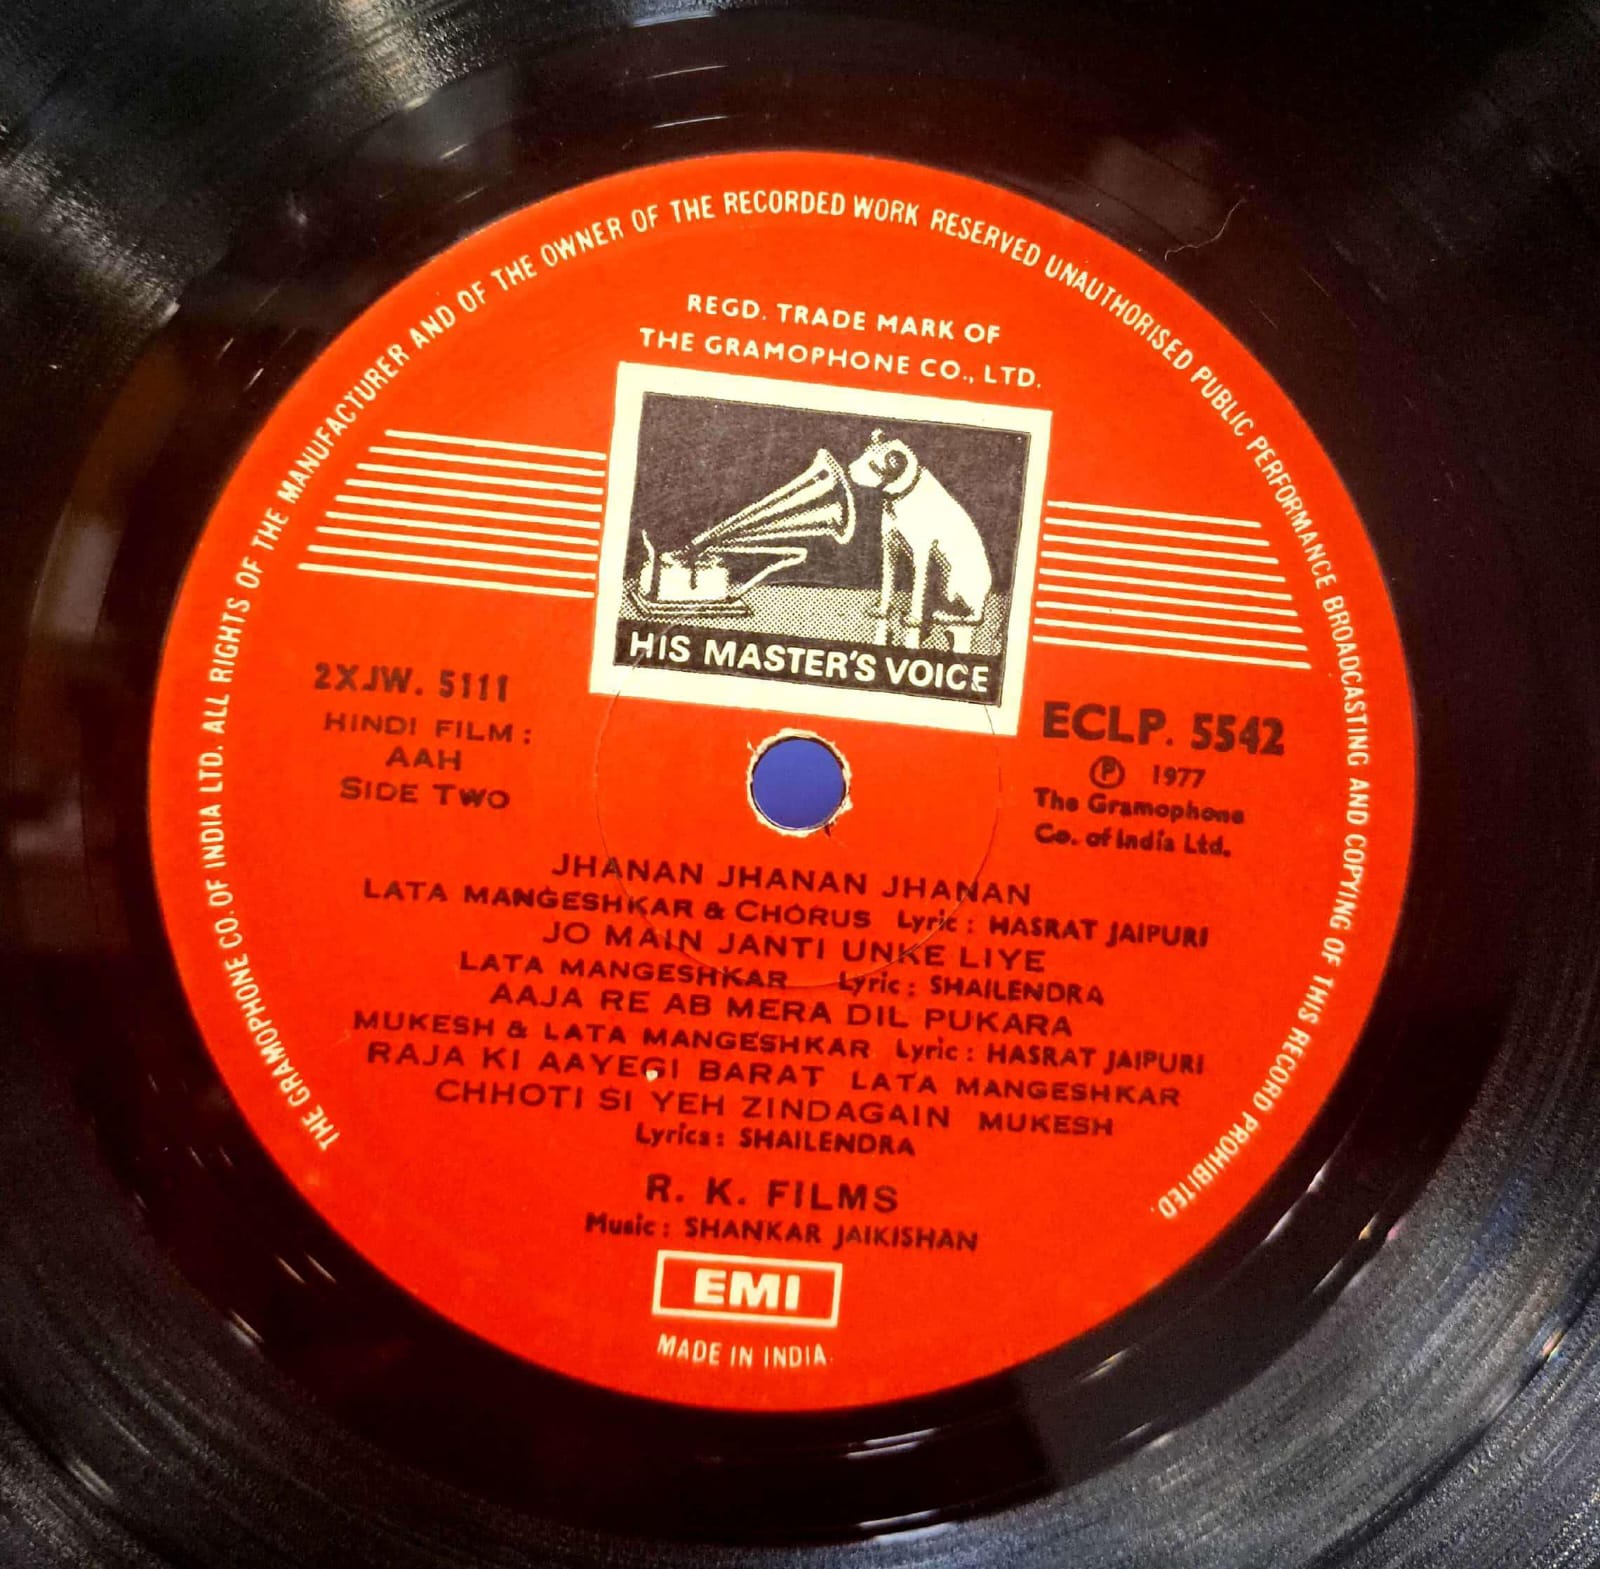 THE GRAMOPHONE CO. OF INDIA LTD. ALL RIGHTS OF THE MANUFACTURER AND OF THE OWNER OF THE RECORDED WORK RESERVED UNAUTHORISED PUBLIC PERFORMANCE BROADCASTING AND COPYING OF THIS RECORD PROHIBITED.
REGD. TRADE MARK OF
THE GRAMOPHONE CO., LTD.
HIS MASTER'S VOICE
2XJW. 5111
HINDI FILM :
AAH
SIDE TWO
ECLP. 5542
Ⓟ 1977
The Gramophone
Co. of India Ltd.
JHANAN JHANAN JHANAN
LATA MANGESHKAR & CHORUS Lyric : HASRAT JAIPURI
JO MAIN JANTI UNKE LIYE
LATA MANGESHKAR Lyric : SHAILENDRA
AAJA RE AB MERA DIL PUKARA
MUKESH & LATA MANGESHKAR Lyric : HASRAT JAIPURI
RAJA KI AAYEGI BARAT LATA MANGESHKAR
CHHOTI SI YEH ZINDAGAIN MUKESH
Lyrics : SHAILENDRA
R. K. FILMS
Music : SHANKAR JAIKISHAN
EMI
MADE IN INDIA